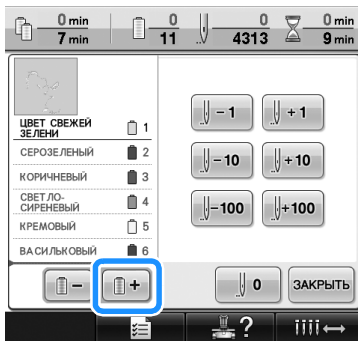 0 min 0 0 0 min
7 min 11 4313 9 min
ЦВЕТ СВЕЖЕЙ
ЗЕЛЕНИ 1
СЕРОЗЕЛЕНЫЙ 2
КОРИЧНЕВЫЙ 3
СВЕТЛО-
СИРЕНЕВЫЙ 4
КРЕМОВЫЙ 5
ВАСИЛЬКОВЫЙ 6
-1 +1
-10 +10
-100 +100
- + 0 ЗАКРЫТЬ
?